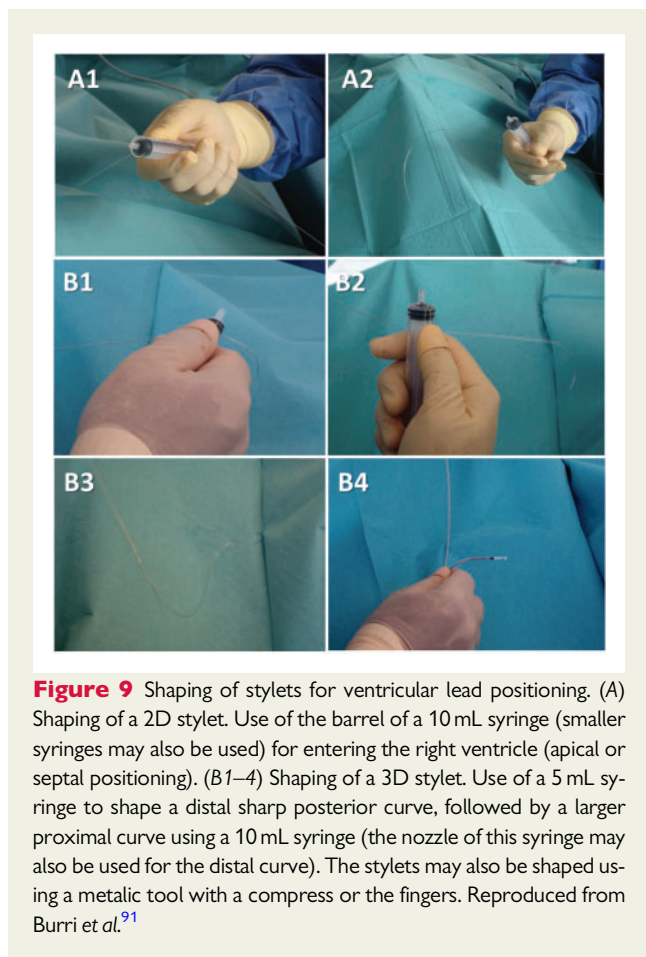 A1
A2
B1
B2
B3
B4
Figure 9 Shaping of stylets for ventricular lead positioning. (A)
Shaping of a 2D stylet. Use of the barrel of a 10 mL syringe (smaller
syringes may also be used) for entering the right ventricle (apical or
septal positioning). (B1–4) Shaping of a 3D stylet. Use of a 5 mL sy-
ringe to shape a distal sharp posterior curve, followed by a larger
proximal curve using a 10 mL syringe (the nozzle of this syringe may
also be used for the distal curve). The stylets may also be shaped us-
ing a metalic tool with a compress or the fingers. Reproduced from
Burri et al.91